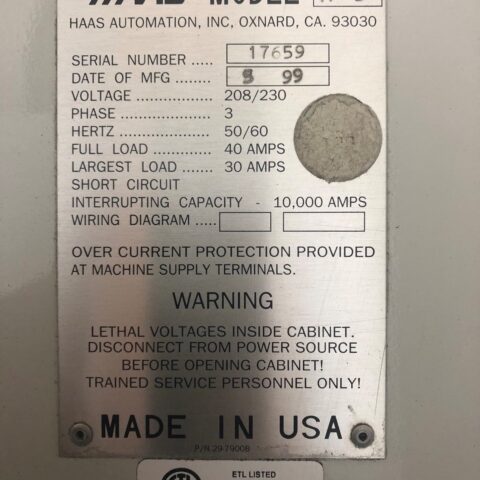 HAAS MODEL
HAAS AUTOMATION, INC, OXNARD, CA. 93030
SERIAL NUMBER ..... 17659
DATE OF MFG ....... 99
VOLTAGE .............. 208/230
PHASE ................. 3
HERTZ .................. 50/60
FULL LOAD ............ 40 AMPS
LARGEST LOAD ...... 30 AMPS
SHORT CIRCUIT
INTERRUPTING CAPACITY - 10,000 AMPS
WIRING DIAGRAM .....
OVER CURRENT PROTECTION PROVIDED
AT MACHINE SUPPLY TERMINALS.
WARNING
LETHAL VOLTAGES INSIDE CABINET.
DISCONNECT FROM POWER SOURCE
BEFORE OPENING CABINET!
TRAINED SERVICE PERSONNEL ONLY!
MADE IN USA
P/N 29-7900B
ETL LISTED